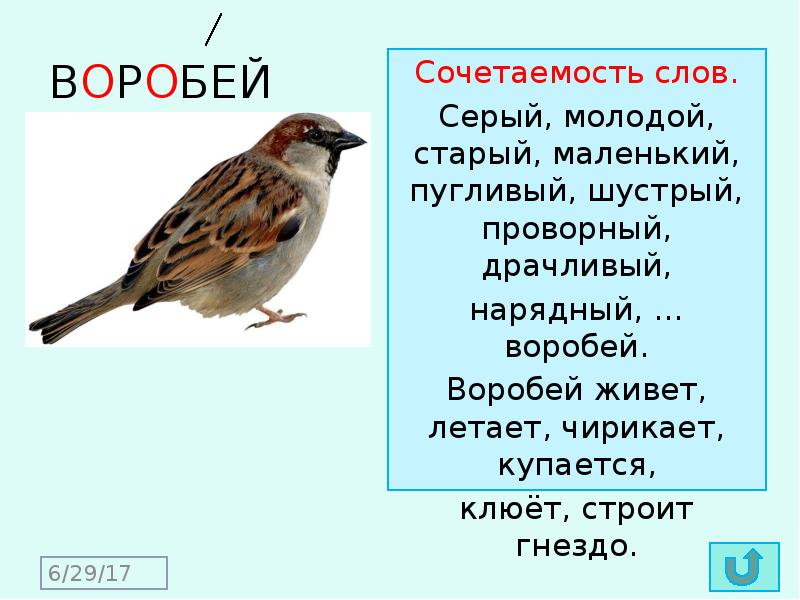 ВОРОБЕЙ
Сочетаемость слов.
Серый, молодой,
старый, маленький,
пугливый, шустрый,
проворный,
драчливый,
нарядный, …
воробей.
Воробей живет,
летает, чирикает,
купается,
клюёт, строит
гнездо.
6/29/17